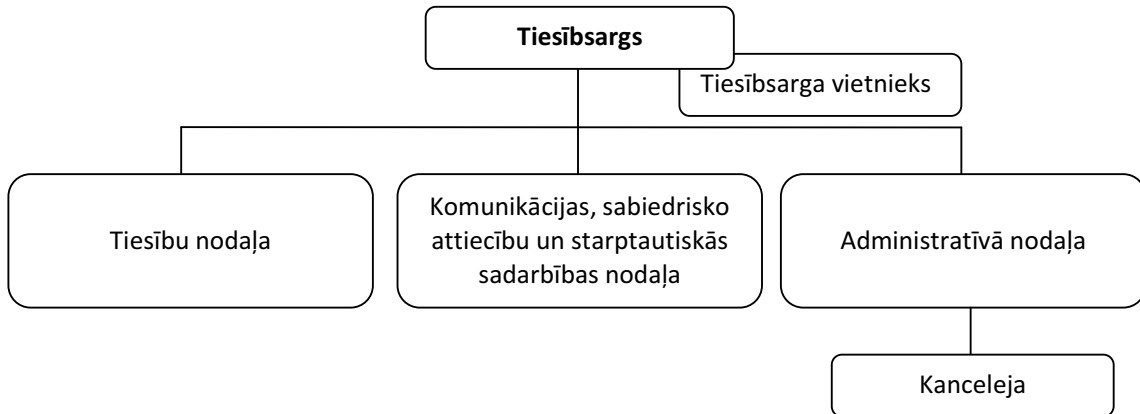 Tiesībsargs
Tiesībsarga vietnieks
Tiesību nodaļa
Komunikācijas, sabiedrisko
attiecību un starptautiskās
sadarbības nodaļa
Administratīvā nodaļa
Kanceleja